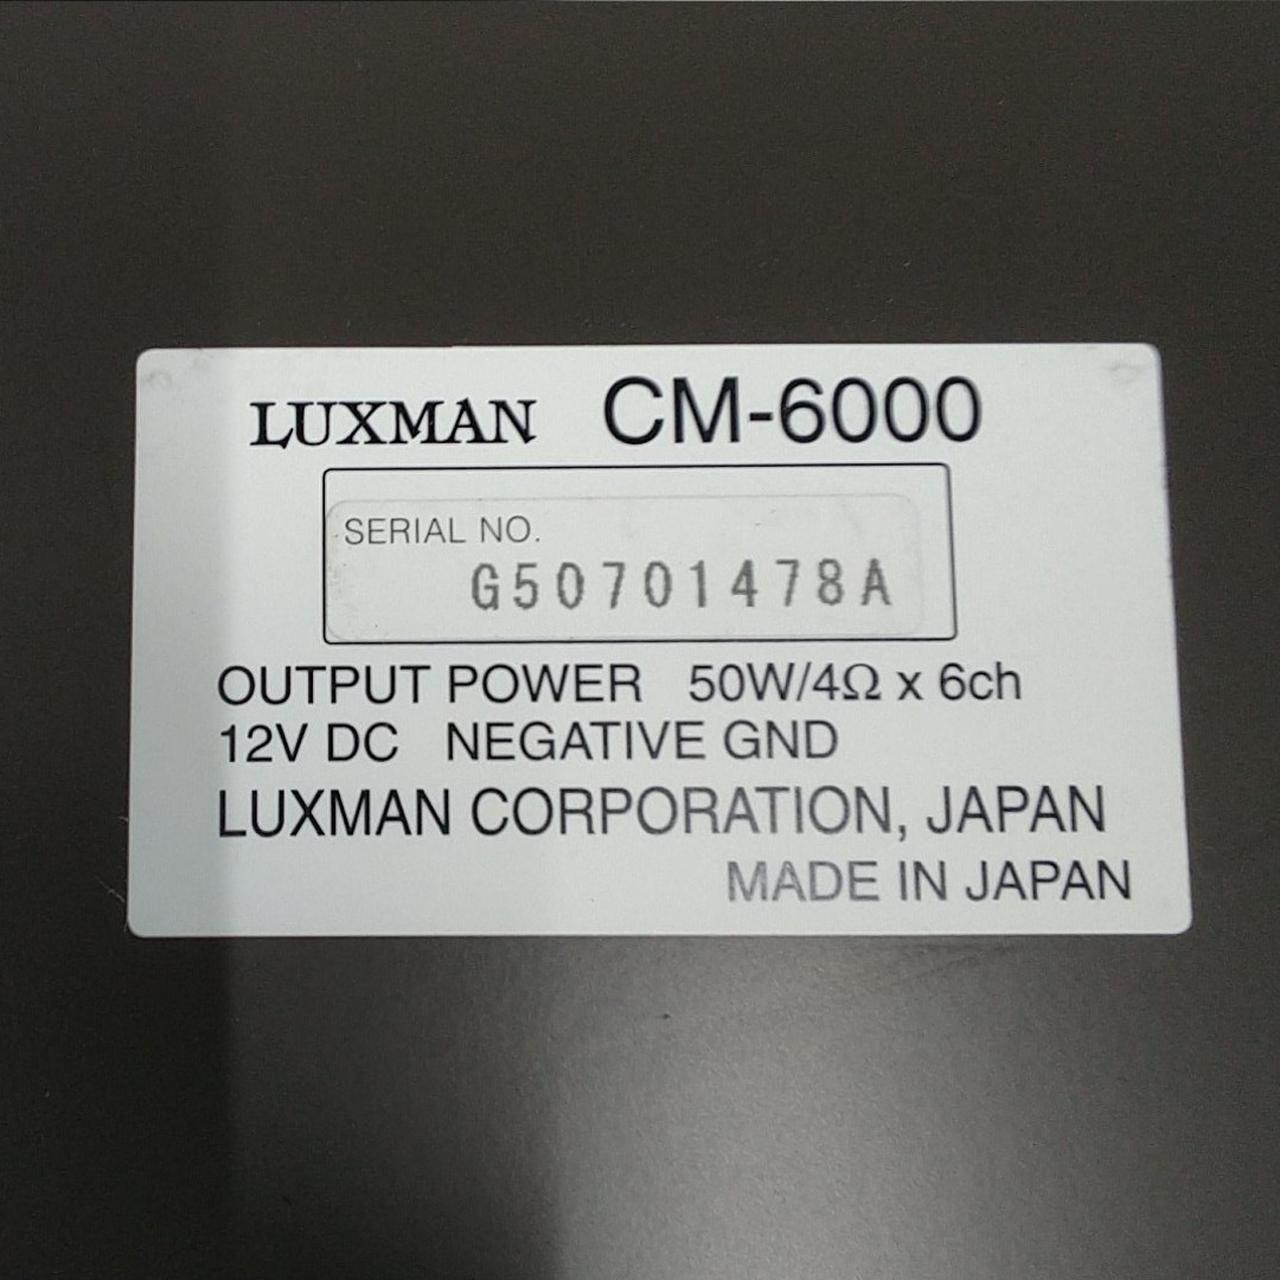 LUXMAN CM-6000
SERIAL NO.
G50701478A
OUTPUT POWER 50W/4Ω x 6ch
12V DC NEGATIVE GND
LUXMAN CORPORATION, JAPAN
MADE IN JAPAN